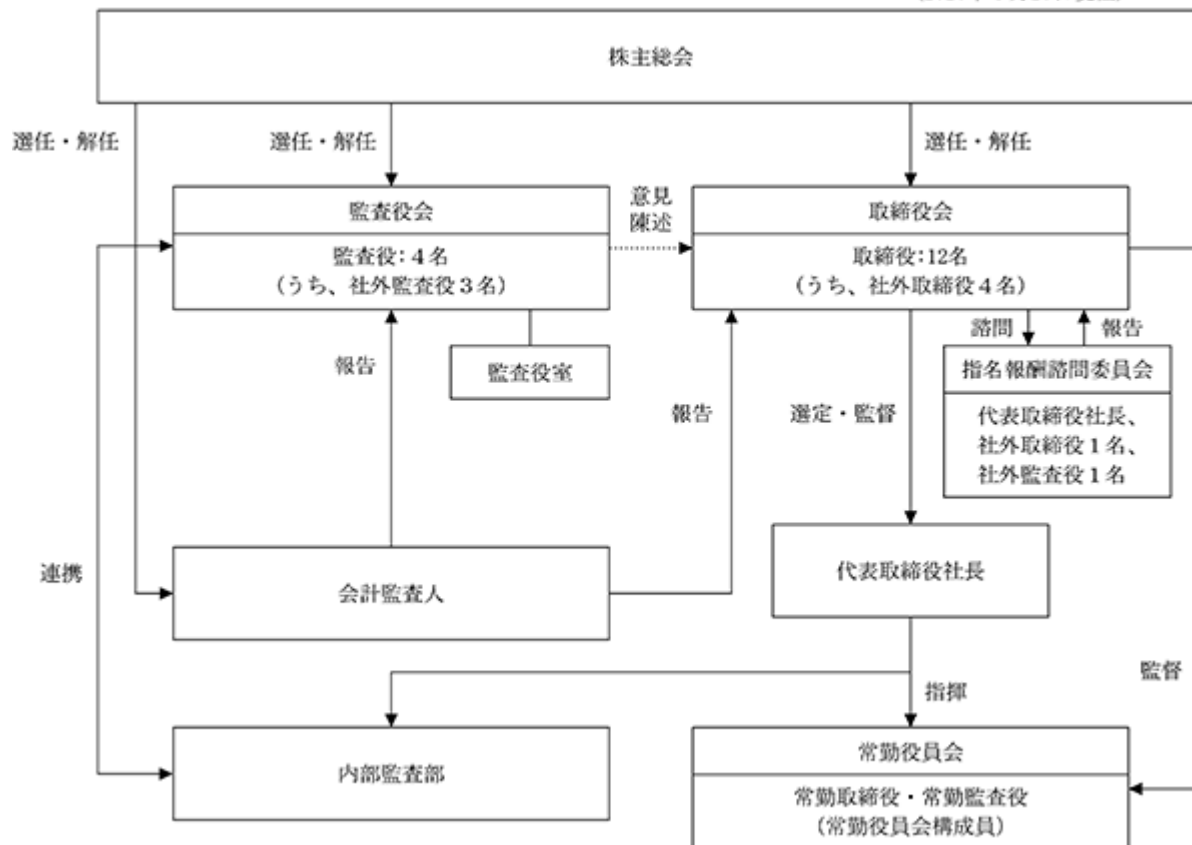 株主総会
選任・解任
選任・解任
選任・解任
監査役会
監査役：4名
（うち、社外監査役3名）
意見
陳述
取締役会
取締役：12名
（うち、社外取締役4名）
諮問
報告
監査役室
指名報酬諮問委員会
代表取締役社長、
社外取締役1名、
社外監査役1名
報告
報告
選定・監督
連携
会計監査人
代表取締役社長
監督
指揮
内部監査部
常勤役員会
常勤取締役・常勤監査役
（常勤役員会構成員）